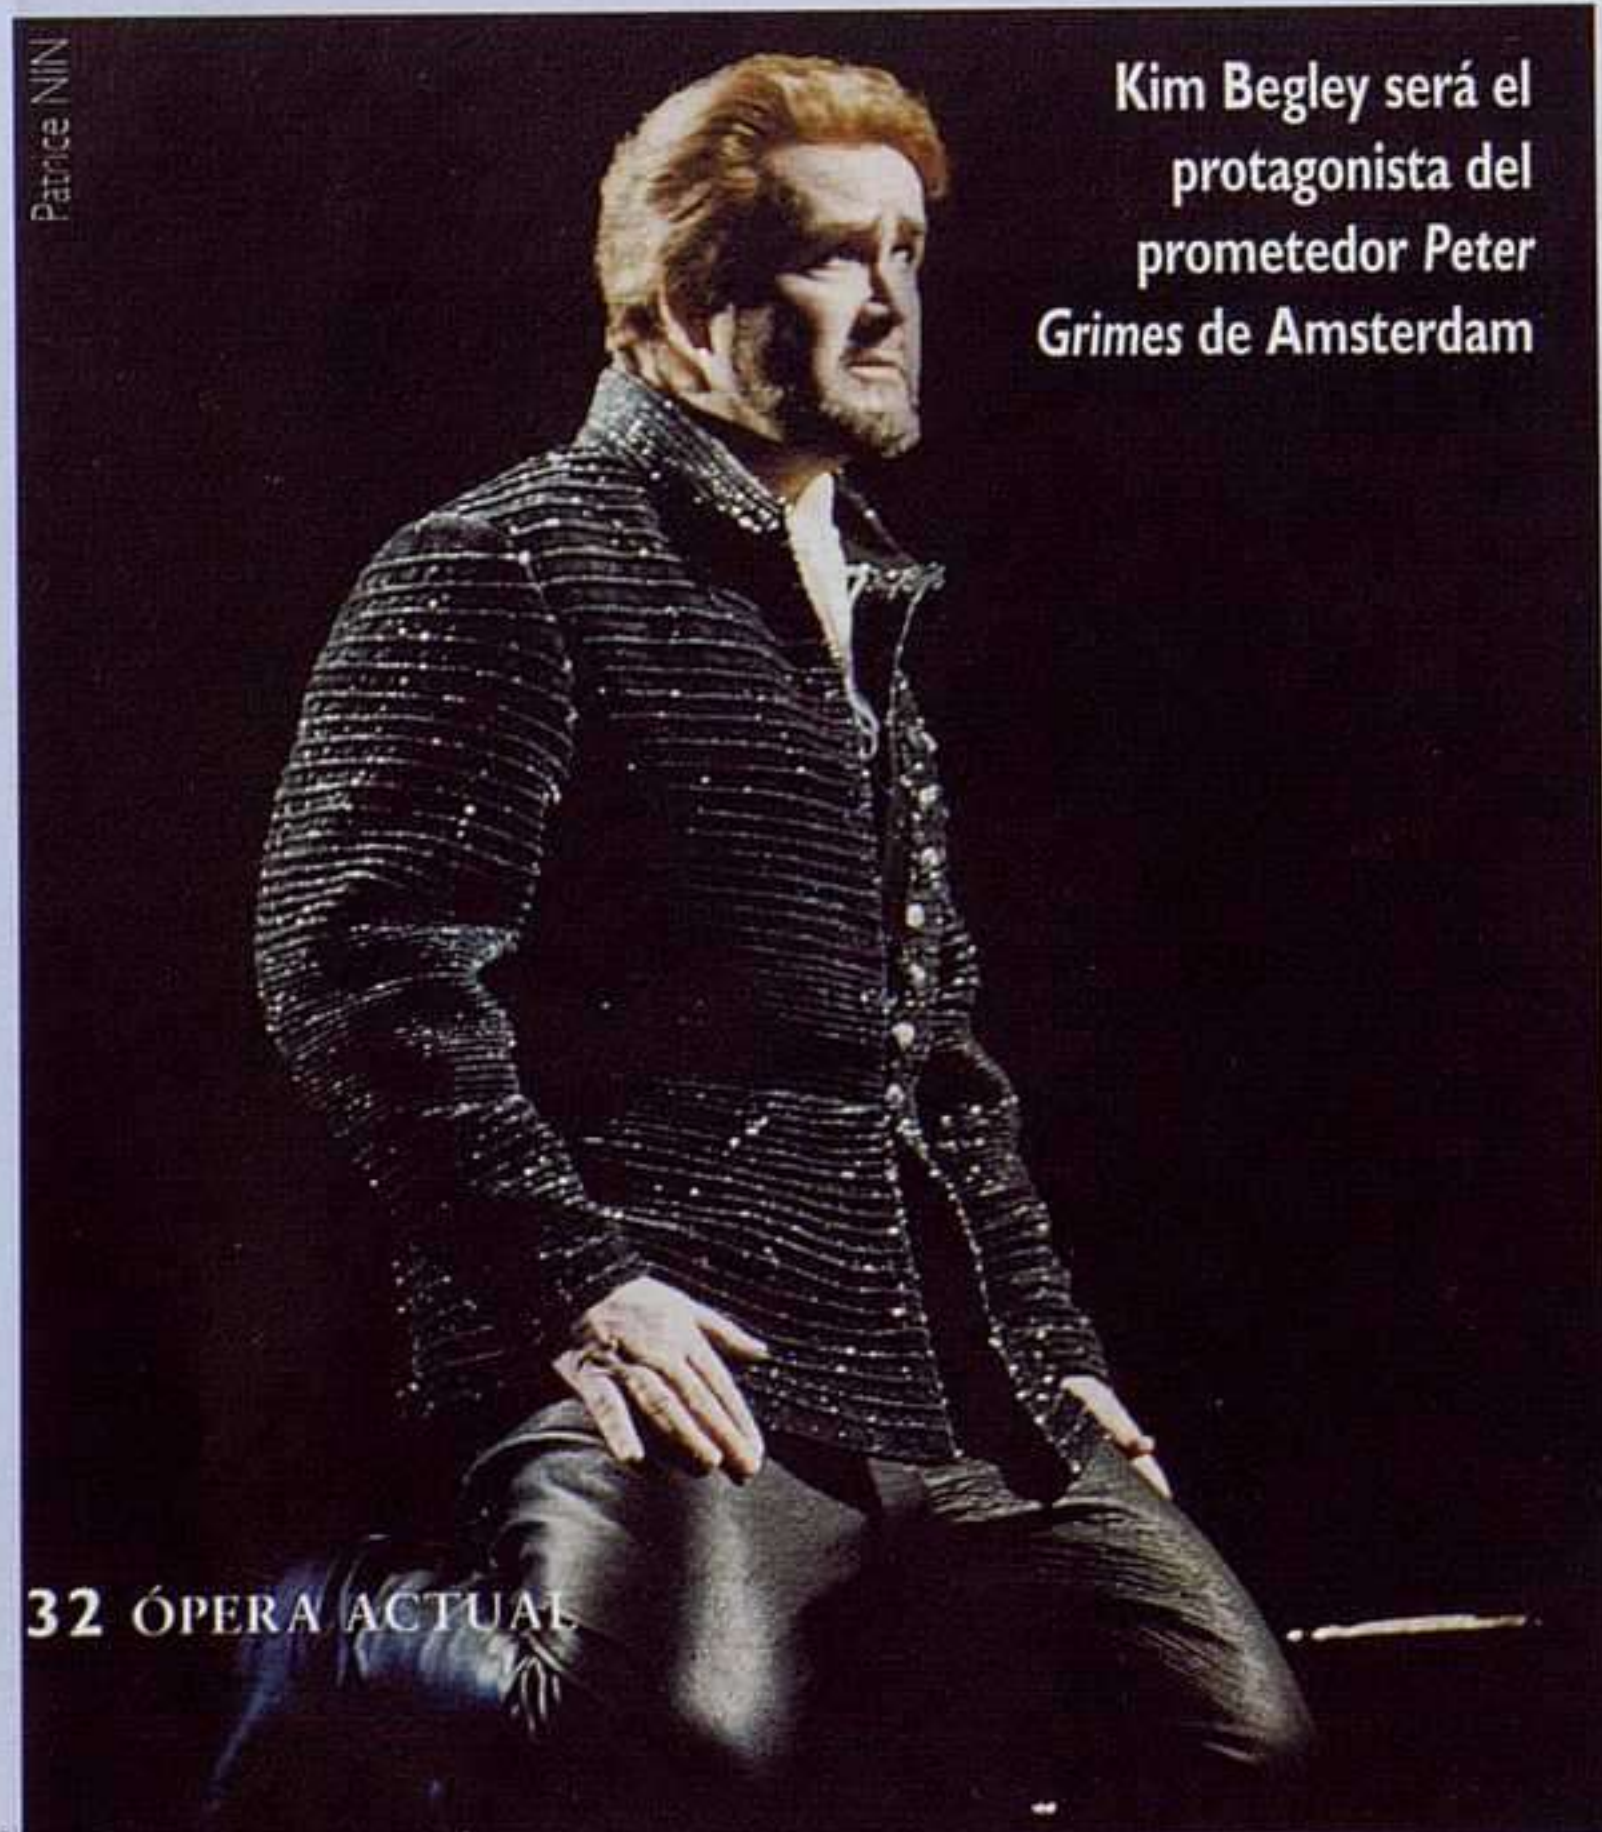 Patrice NIN
Kim Begley será el
protagonista del
prometedor Peter
Grimes de Amsterdam
32 ÓPERA ACTUAL